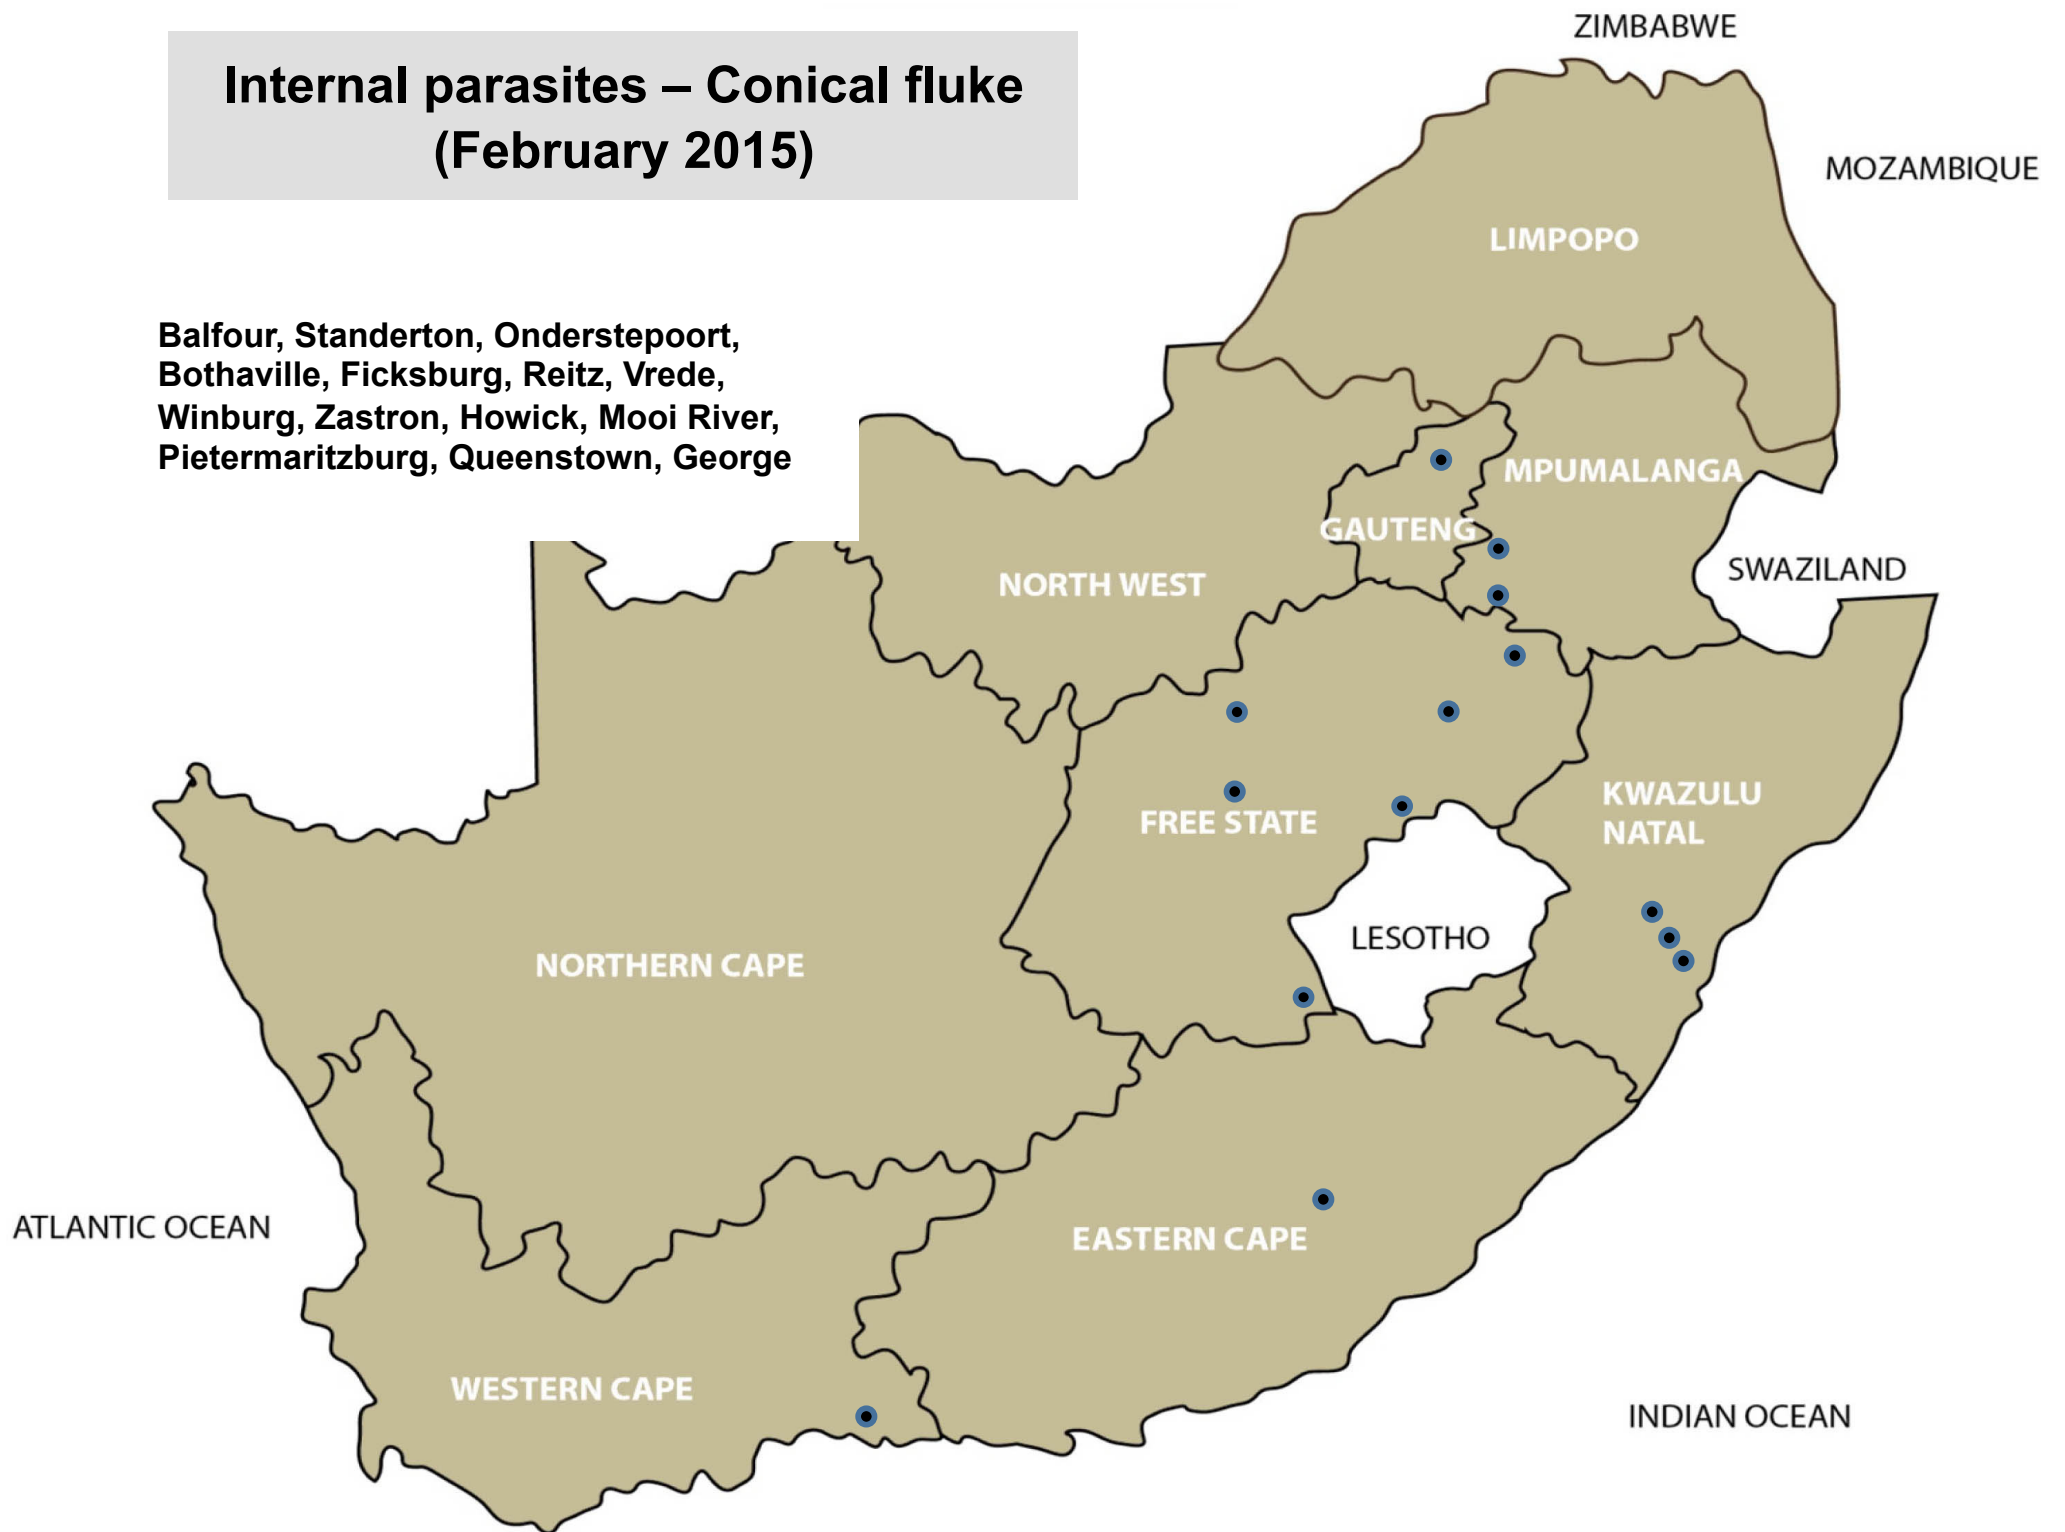 Internal parasites – Conical fluke
(February 2015)
Balfour, Standerton, Onderstepoort,
Bothaville, Ficksburg, Reitz, Vrede,
Winburg, Zastron, Howick, Mooi River,
Pietermaritzburg, Queenstown, George
ZIMBABWE
MOZAMBIQUE
LIMPOPO
MPUMALANGA
GAUTENG
SWAZILAND
NORTH WEST
KWAZULU
NATAL
FREE STATE
LESOTHO
NORTHERN CAPE
ATLANTIC OCEAN
EASTERN CAPE
WESTERN CAPE
INDIAN OCEAN